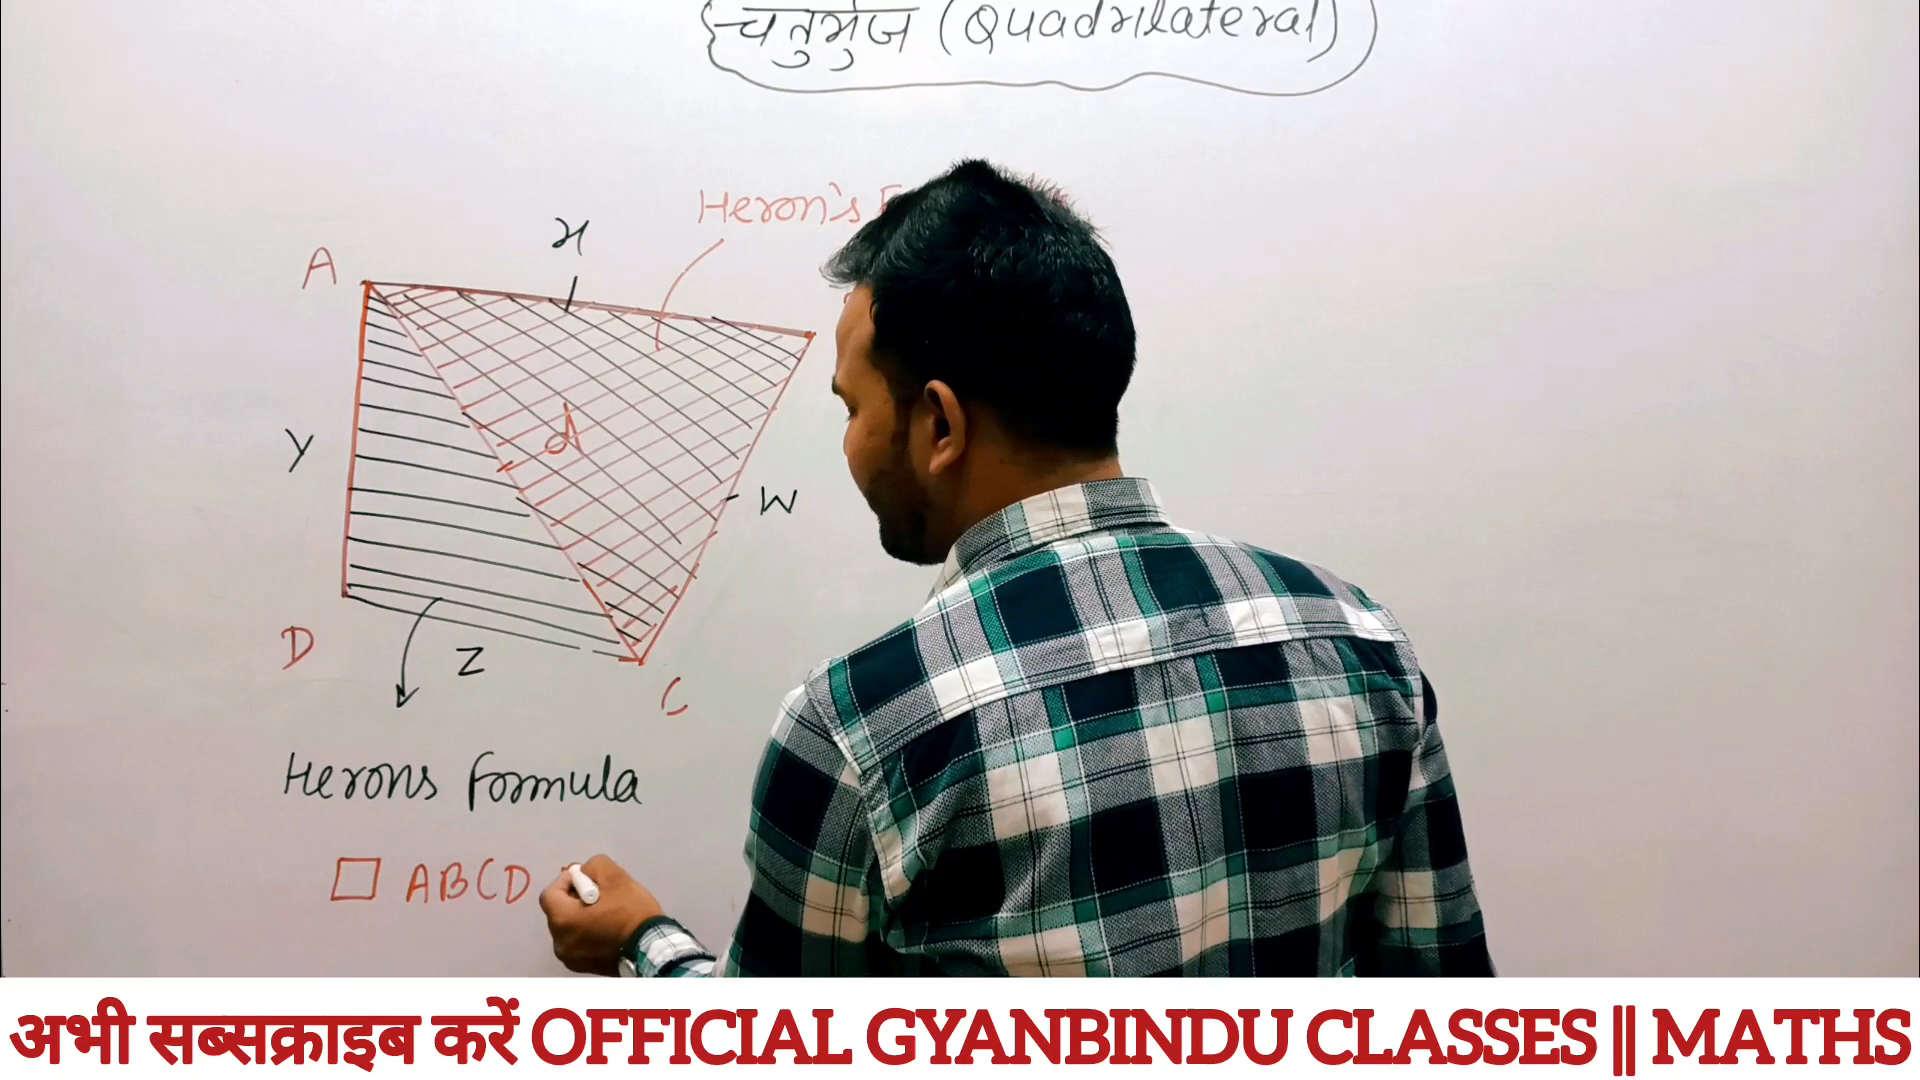 चतुर्भुज (Quadrilateral)
Heron's F
x
A
d
y
W
D
Z
C
Herons Formula
□ ABCD
अभी सब्सक्राइब करें OFFICIAL GYANBINDU CLASSES || MATHS